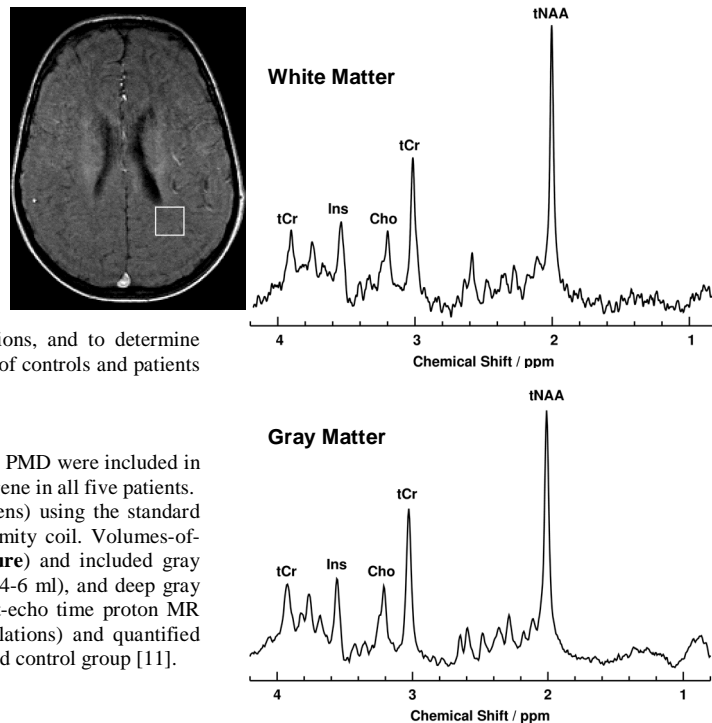 tNAA
White Matter
tCr
tCr
Ins
Cho
4
3
2
1
Chemical Shift / ppm
ions, and to determine
of controls and patients
PMD were included in
ene in all five patients.
ens) using the standard
mity coil. Volumes-of-
ure) and included gray
4-6 ml), and deep gray
-echo time proton MR
lations) and quantified
d control group [11].
tNAA
Gray Matter
tCr
tCr
Ins
Cho
4
3
2
1
Chemical Shift / ppm